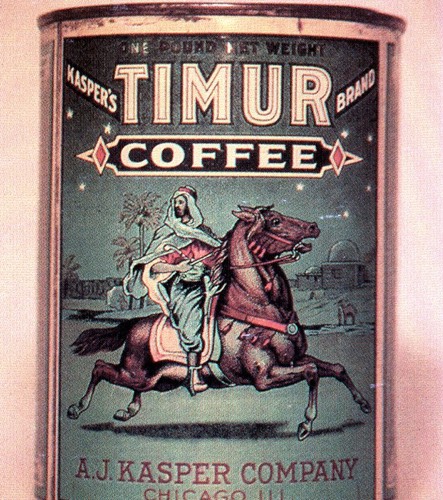 ONE POUND NET WEIGHT
KASPER'S TIMUR BRAND
COFFEE
A.J. KASPER COMPANY
CHICAGO, ILL.